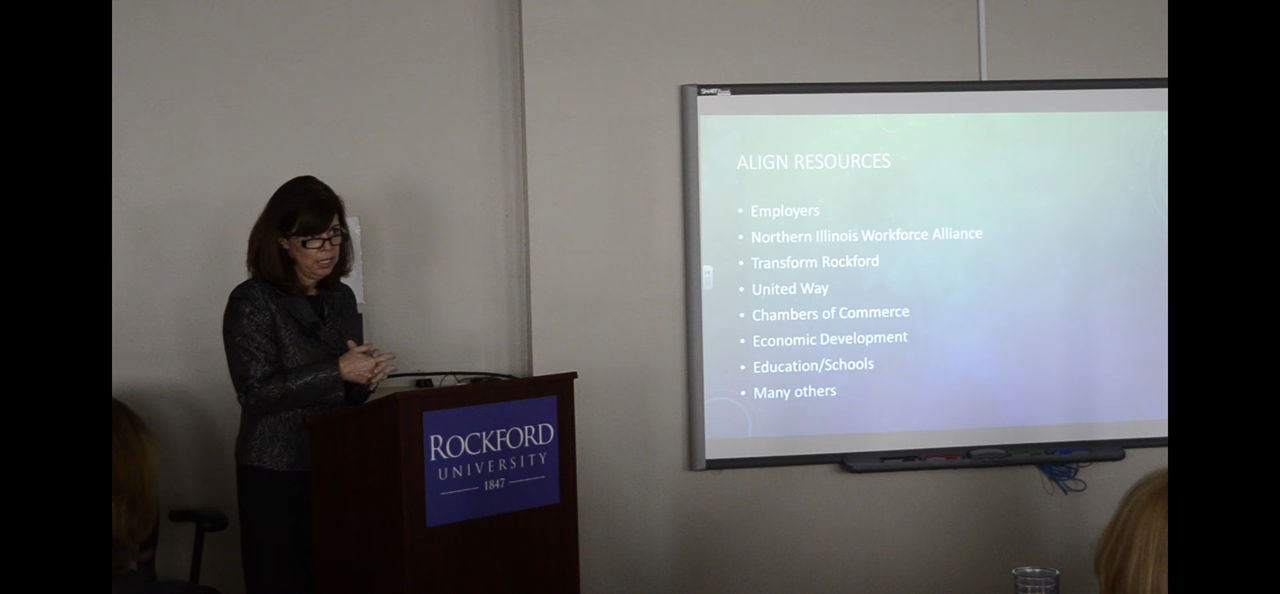 SMART
ALIGN RESOURCES
• Employers
• Northern Illinois Workforce Alliance
• Transform Rockford
• United Way
• Chambers of Commerce
• Economic Development
• Education/Schools
• Many others
ROCKFORD
UNIVERSITY
1847